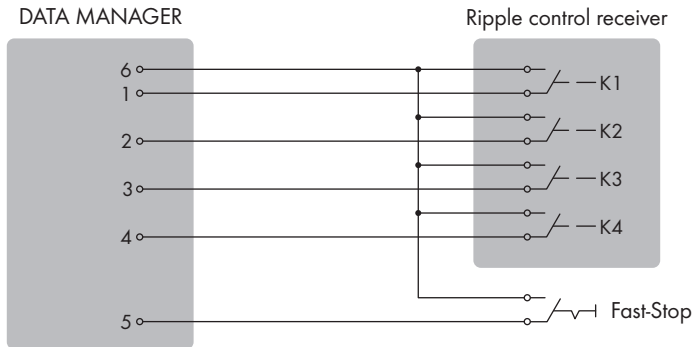 DATA MANAGER
Ripple control receiver
6
1
K1
2
K2
3
K3
4
K4
5
Fast-Stop